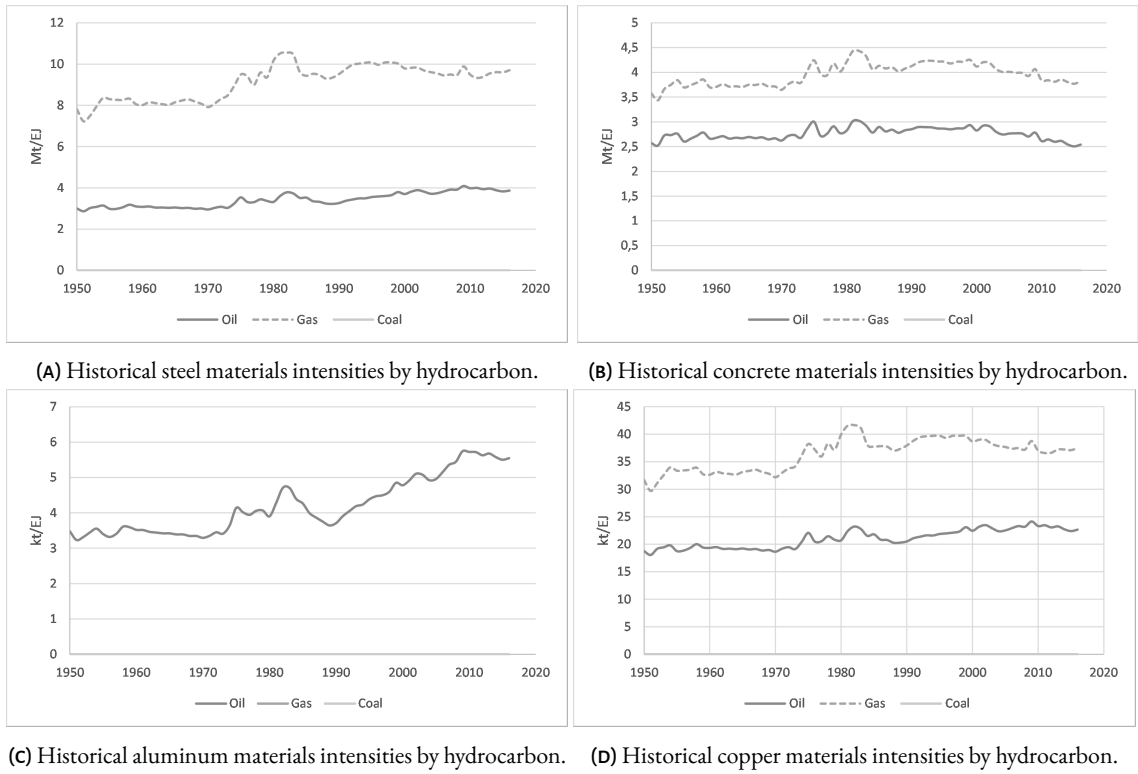 12
10
8
6
4
2
0
Mt/EJ
1950 1960 1970 1980 1990 2000 2010 2020
Oil Gas Coal
(A) Historical steel materials intensities by hydrocarbon.
5
4,5
4
3,5
3
2,5
2
1,5
1
0,5
0
Mt/EJ
1950 1960 1970 1980 1990 2000 2010 2020
Oil Gas Coal
(B) Historical concrete materials intensities by hydrocarbon.
7
6
5
4
3
2
1
0
kt/EJ
1950 1960 1970 1980 1990 2000 2010 2020
Oil Gas Coal
(C) Historical aluminum materials intensities by hydrocarbon.
45
40
35
30
25
20
15
10
5
0
kt/EJ
1950 1960 1970 1980 1990 2000 2010 2020
Oil Gas Coal
(D) Historical copper materials intensities by hydrocarbon.